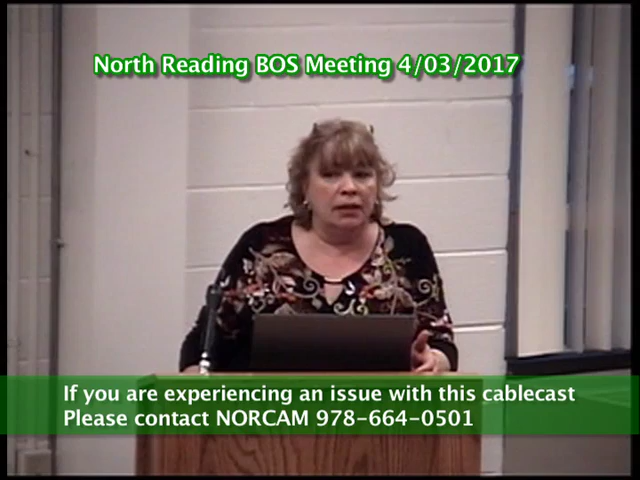 North Reading BOS Meeting 4/03/2017
If you are experiencing an issue with this cablecast
Please contact NORCAM 978-664-0501